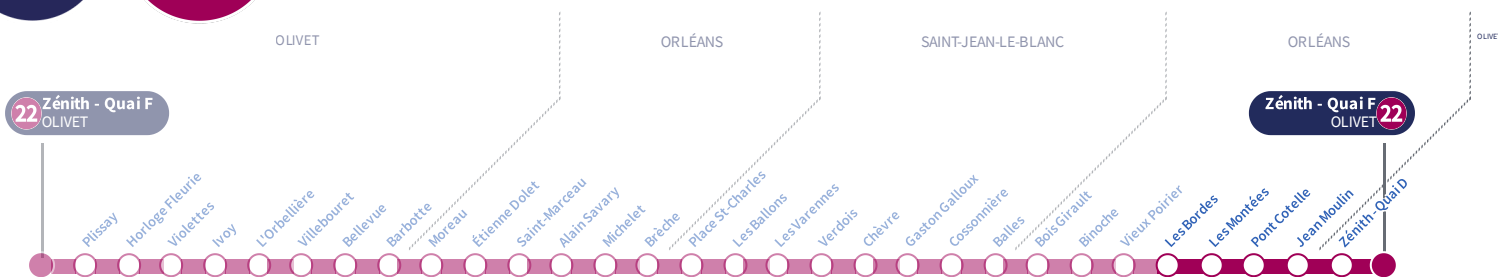 OLIVET
ORLÉANS
SAINT-JEAN-LE-BLANC
ORLÉANS
OLIVE
22
Zénith - Quai F
OLIVET
Zénith - Quai F
OLIVET
22
Plissay
Horloge Fleurie
Violettes
Ivoy
L'Orbellière
Villebouret
Bellevue
Barbotte
Moreau
Étienne Dolet
Saint-Marceau
Alain Savary
Michelet
Brèche
Place St-Charles
Les Ballons
Les Varennes
Verdois
Chèvre
Gaston Galloux
Cossonnière
Balles
Bois Girault
Binoche
Vieux Poirier
Les Bordes
Les Montées
Pont Cotelle
Jean Moulin
Zénith - Quai D